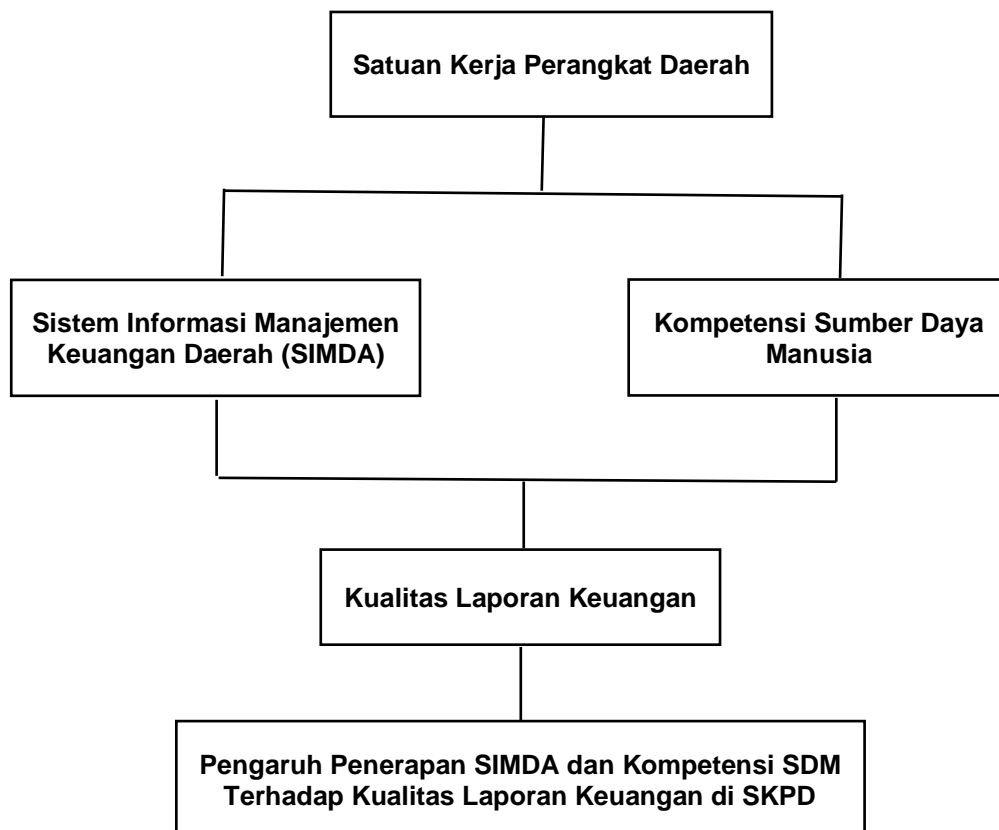 Satuan Kerja Perangkat Daerah
Sistem Informasi Manajemen
Keuangan Daerah (SIMDA)
Kompetensi Sumber Daya
Manusia
Kualitas Laporan Keuangan
Pengaruh Penerapan SIMDA dan Kompetensi SDM
Terhadap Kualitas Laporan Keuangan di SKPD